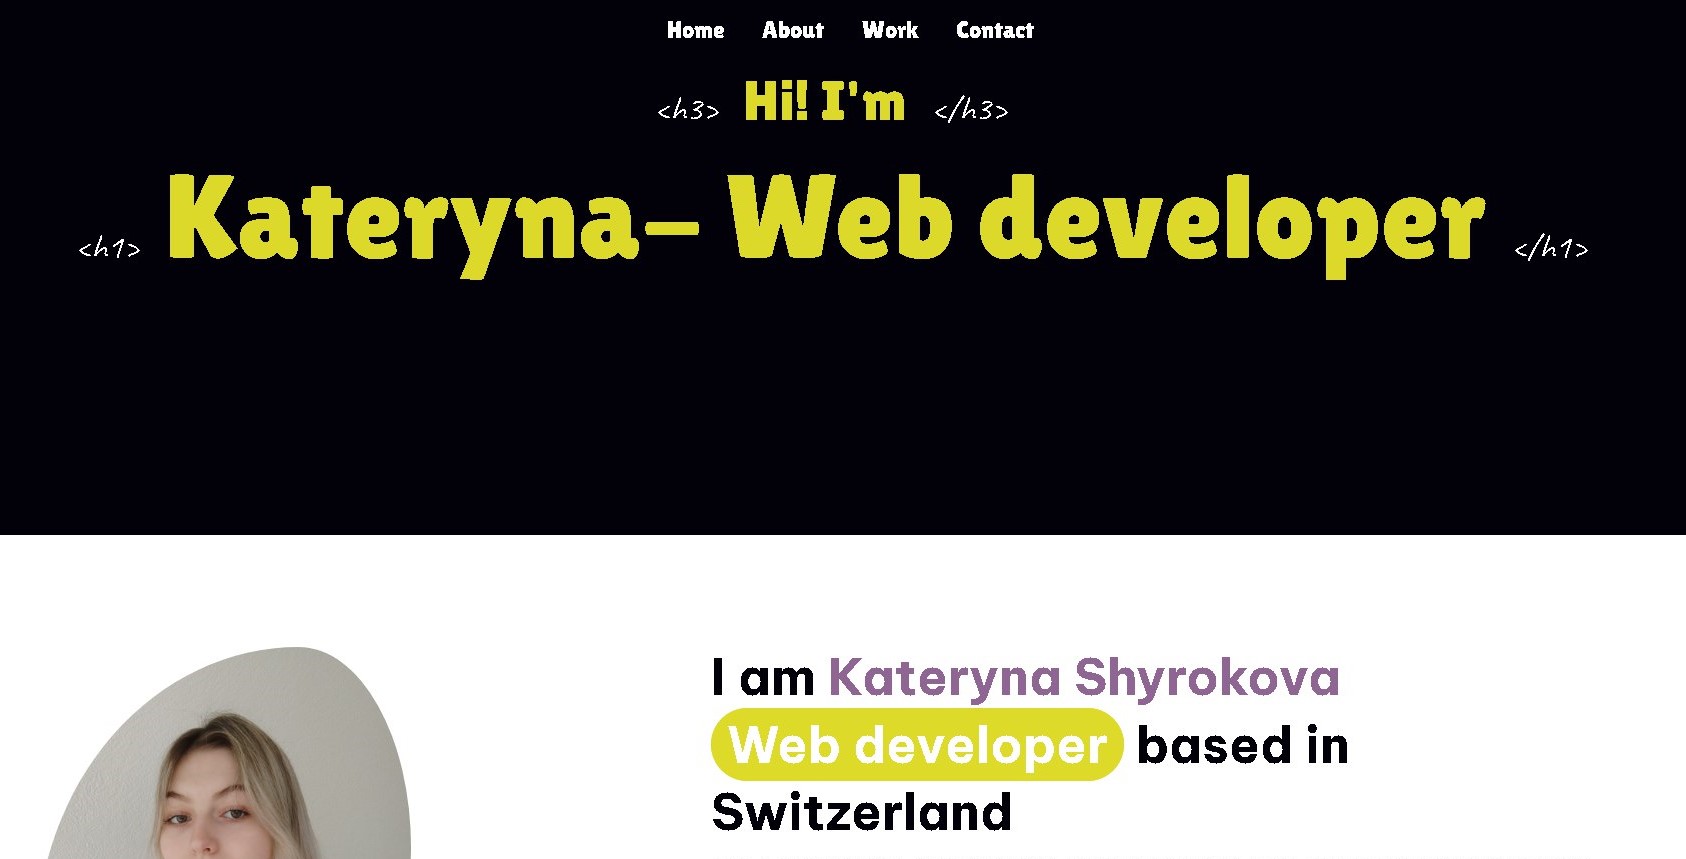 Home About Work Contact
<h3> Hi! I'm </h3>
<h1> Kateryna– Web developer </h1>
I am Kateryna Shyrokova
Web developer based in
Switzerland